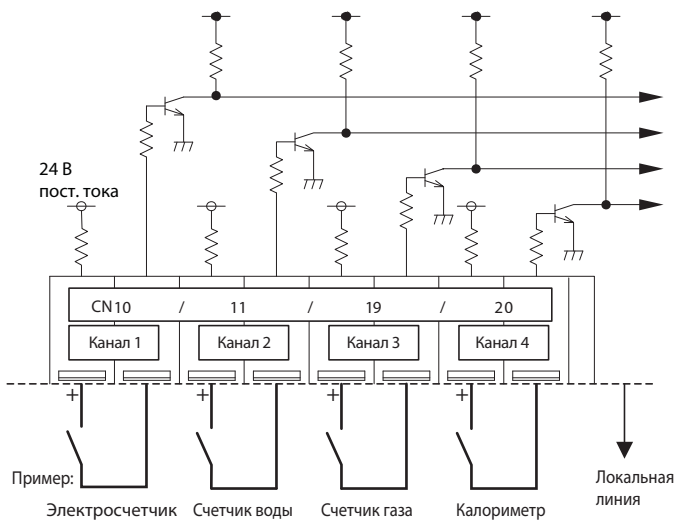 24 В
пост. тока
CN10 / 11 / 19 / 20
Канал 1 Канал 2 Канал 3 Канал 4
+ + + +
Пример:
Электросчетчик Счетчик воды Счетчик газа Калориметр
Локальная
линия